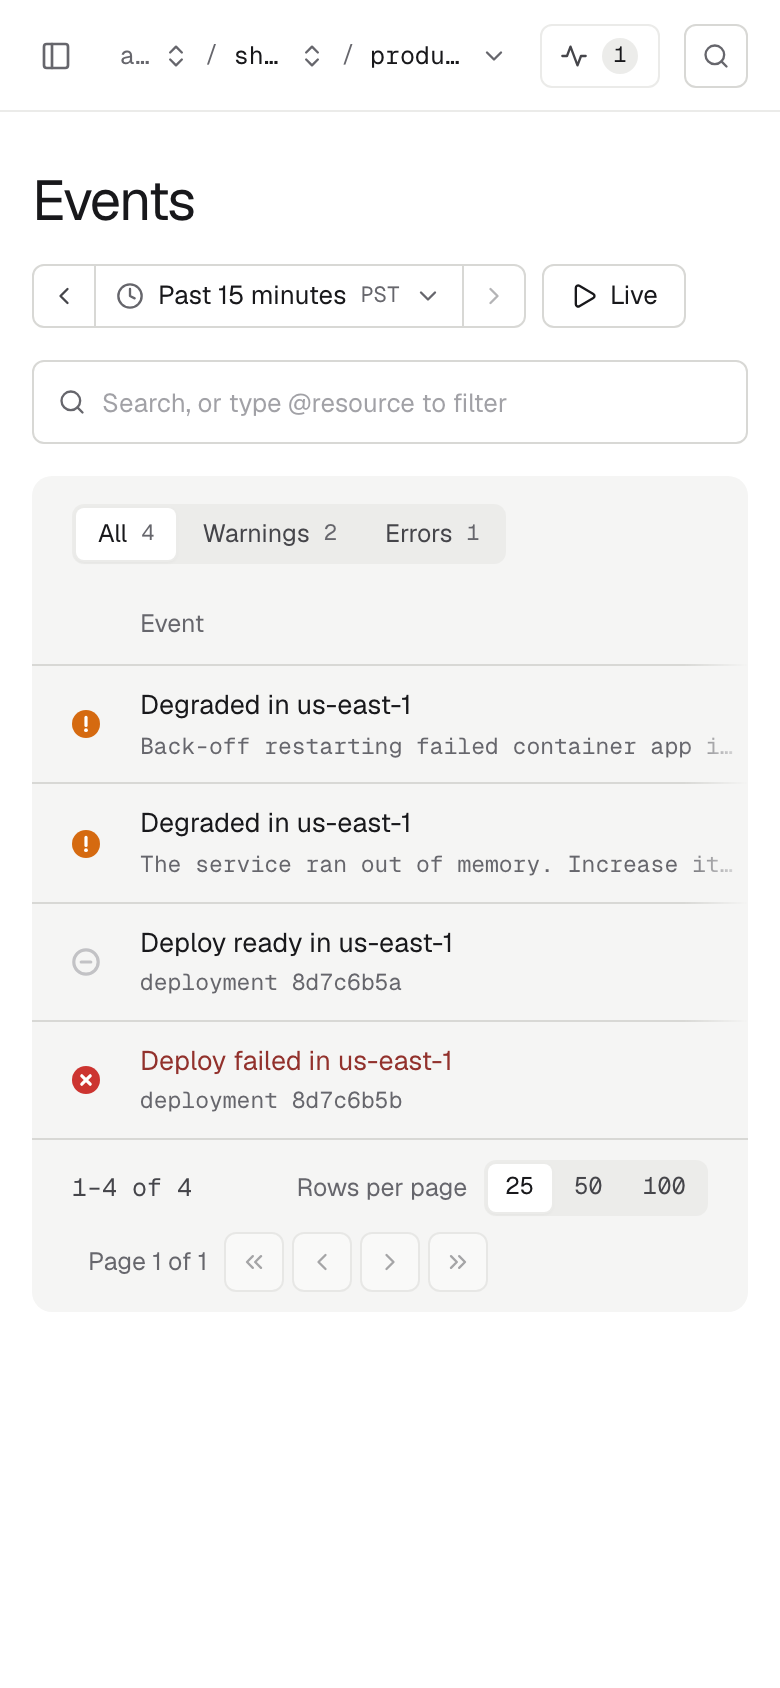 a… / sh… / produ… 1
Events
Past 15 minutes PST Live
Search, or type @resource to filter
All 4 Warnings 2 Errors 1
Event
Degraded in us-east-1
Back-off restarting failed container app i…
Degraded in us-east-1
The service ran out of memory. Increase it…
Deploy ready in us-east-1
deployment 8d7c6b5a
Deploy failed in us-east-1
deployment 8d7c6b5b
1–4 of 4 Rows per page 25 50 100
Page 1 of 1